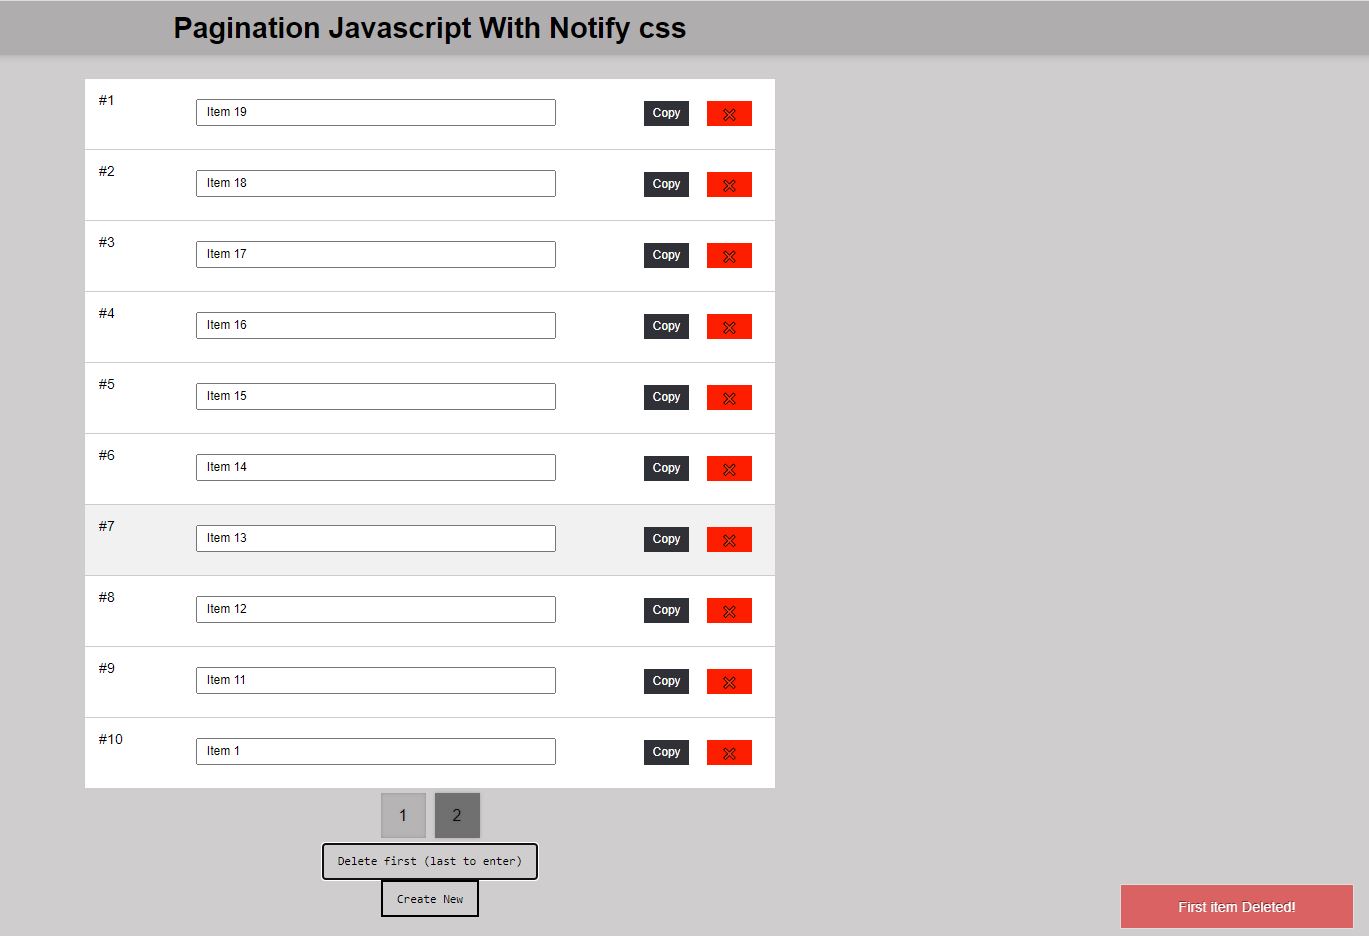 Pagination Javascript With Notify css
#1 Item 19 Copy
#2 Item 18 Copy
#3 Item 17 Copy
#4 Item 16 Copy
#5 Item 15 Copy
#6 Item 14 Copy
#7 Item 13 Copy
#8 Item 12 Copy
#9 Item 11 Copy
#10 Item 1 Copy
1 2
Delete first (last to enter)
Create New
First item Deleted!